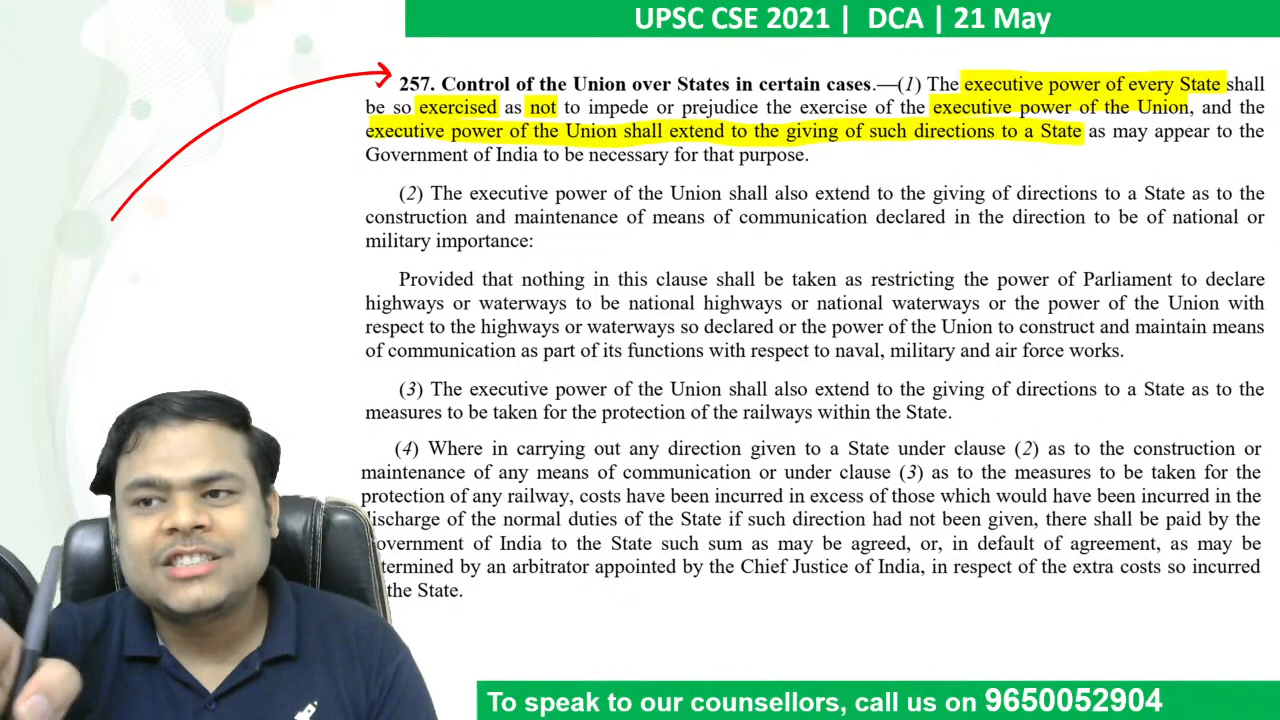 UPSC CSE 2021 | DCA | 21 May
257. Control of the Union over States in certain cases.—(1) The executive power of every State shall
be so exercised as not to impede or prejudice the exercise of the executive power of the Union, and the
executive power of the Union shall extend to the giving of such directions to a State as may appear to the
Government of India to be necessary for that purpose.
(2) The executive power of the Union shall also extend to the giving of directions to a State as to the
construction and maintenance of means of communication declared in the direction to be of national or
military importance:
Provided that nothing in this clause shall be taken as restricting the power of Parliament to declare
highways or waterways to be national highways or national waterways or the power of the Union with
respect to the highways or waterways so declared or the power of the Union to construct and maintain means
of communication as part of its functions with respect to naval, military and air force works.
(3) The executive power of the Union shall also extend to the giving of directions to a State as to the
measures to be taken for the protection of the railways within the State.
(4) Where in carrying out any direction given to a State under clause (2) as to the construction or
maintenance of any means of communication or under clause (3) as to the measures to be taken for the
protection of any railway, costs have been incurred in excess of those which would have been incurred in the
discharge of the normal duties of the State if such direction had not been given, there shall be paid by the
overnment of India to the State such sum as may be agreed, or, in default of agreement, as may be
termined by an arbitrator appointed by the Chief Justice of India, in respect of the extra costs so incurred
the State.
To speak to our counsellors, call us on 9650052904